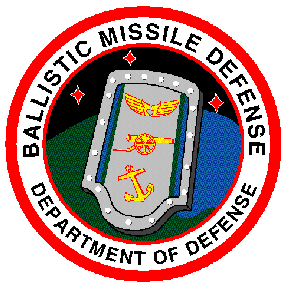 BALLISTIC MISSILE DEFENSE
DEPARTMENT OF DEFENSE